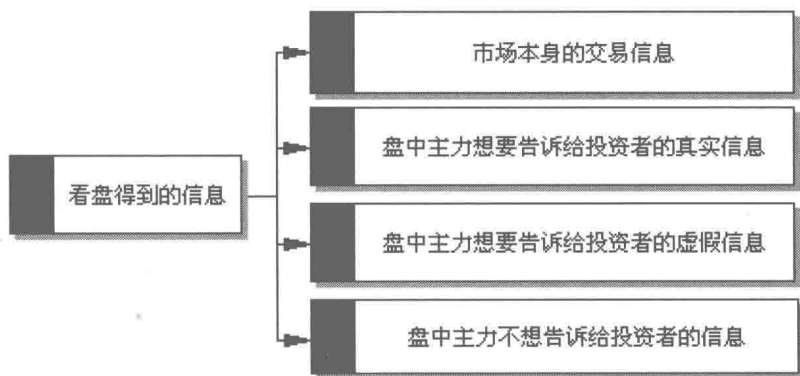 市场本身的交易信息
盘中主力想要告诉给投资者的真实信息
看盘得到的信息
盘中主力想要告诉给投资者的虚假信息
盘中主力不想告诉给投资者的信息